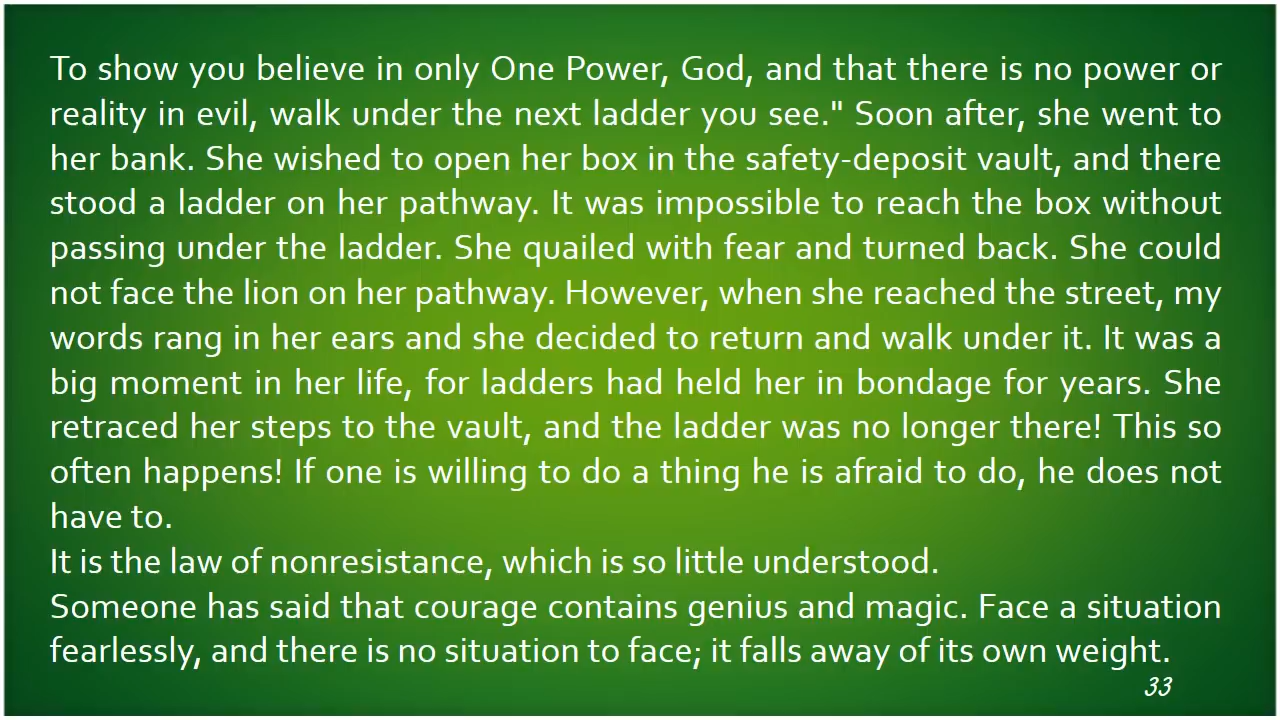 To show you believe in only One Power, God, and that there is no power or
reality in evil, walk under the next ladder you see." Soon after, she went to
her bank. She wished to open her box in the safety-deposit vault, and there
stood a ladder on her pathway. It was impossible to reach the box without
passing under the ladder. She quailed with fear and turned back. She could
not face the lion on her pathway. However, when she reached the street, my
words rang in her ears and she decided to return and walk under it. It was a
big moment in her life, for ladders had held her in bondage for years. She
retraced her steps to the vault, and the ladder was no longer there! This so
often happens! If one is willing to do a thing he is afraid to do, he does not
have to.
It is the law of nonresistance, which is so little understood.
Someone has said that courage contains genius and magic. Face a situation
fearlessly, and there is no situation to face; it falls away of its own weight.
33